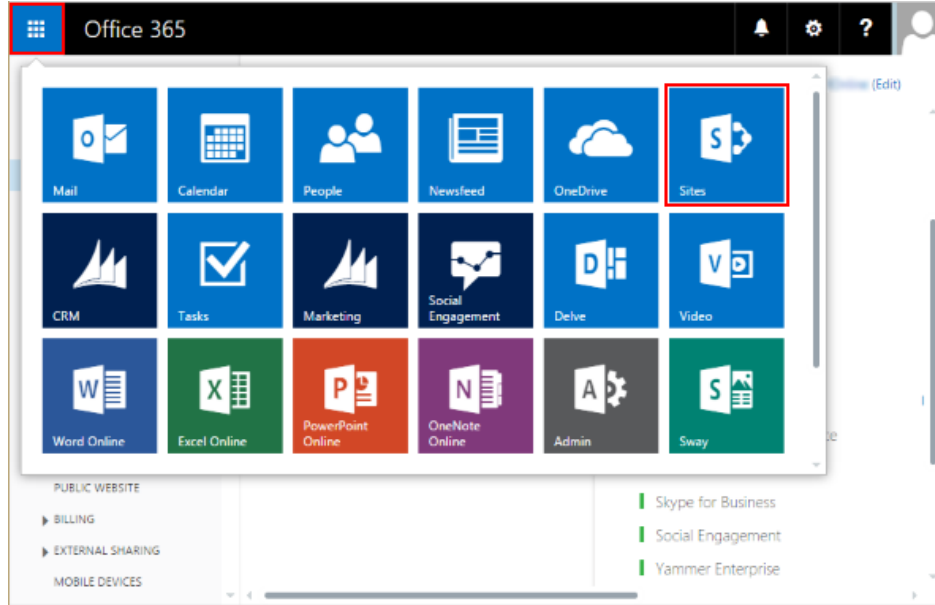 Office 365
?
(Edit)
O
S
Mail
Calendar
People
Newsfeed
OneDrive
Sites
D
V
CRM
Tasks
Marketing
Social
Engagement
Delve
Video
W
X
P
N
A
S
Word Online
Excel Online
PowerPoint
Online
OneNote
Online
Admin
Sway
PUBLIC WEBSITE
BILLING
EXTERNAL SHARING
MOBILE DEVICES
Skype for Business
Social Engagement
Yammer Enterprise